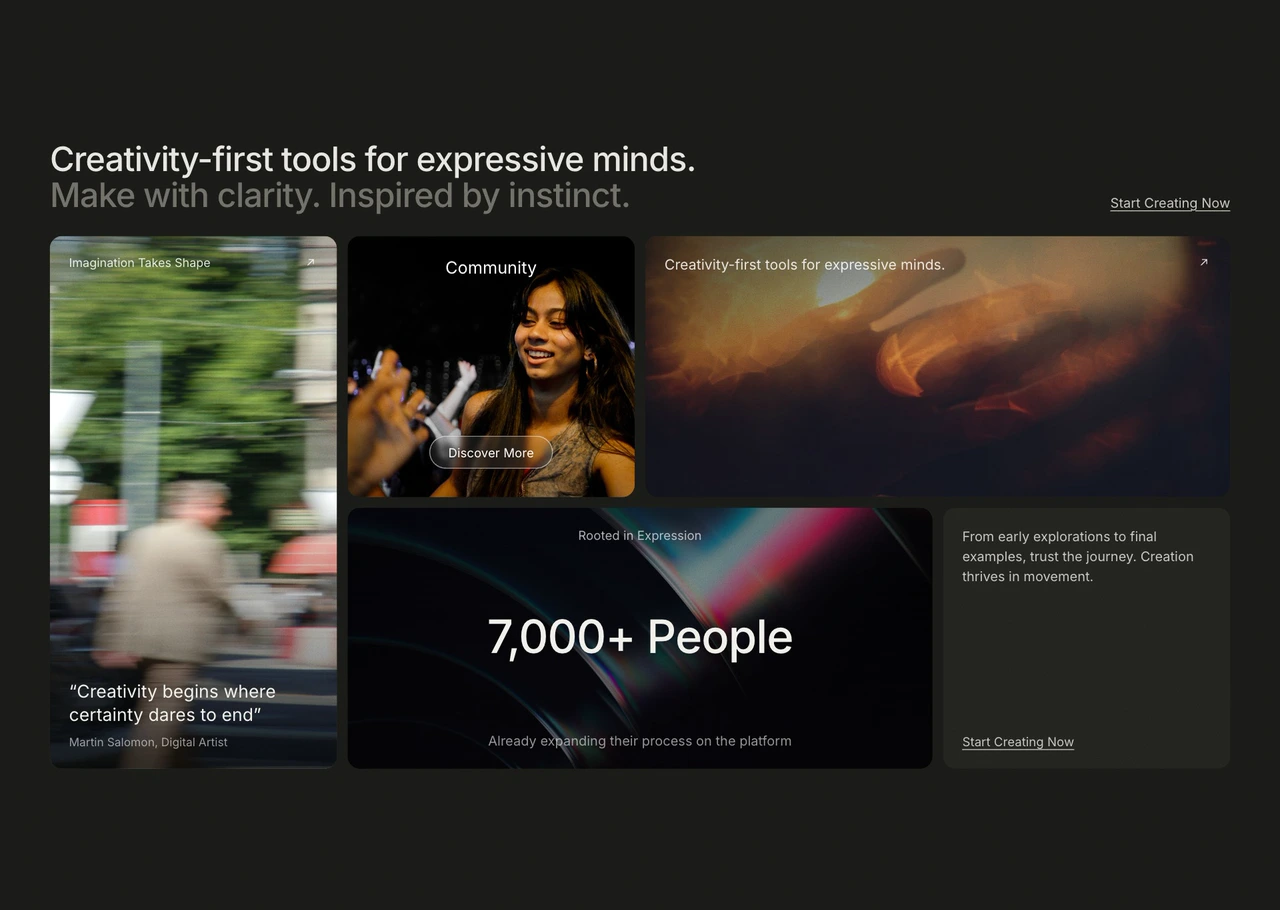 Creativity-first tools for expressive minds.
Make with clarity. Inspired by instinct.
Start Creating Now
Imagination Takes Shape
“Creativity begins where
certainty dares to end”
Martin Salomon, Digital Artist
Community
Discover More
Creativity-first tools for expressive minds.
Rooted in Expression
7,000+ People
Already expanding their process on the platform
From early explorations to final
examples, trust the journey. Creation
thrives in movement.
Start Creating Now